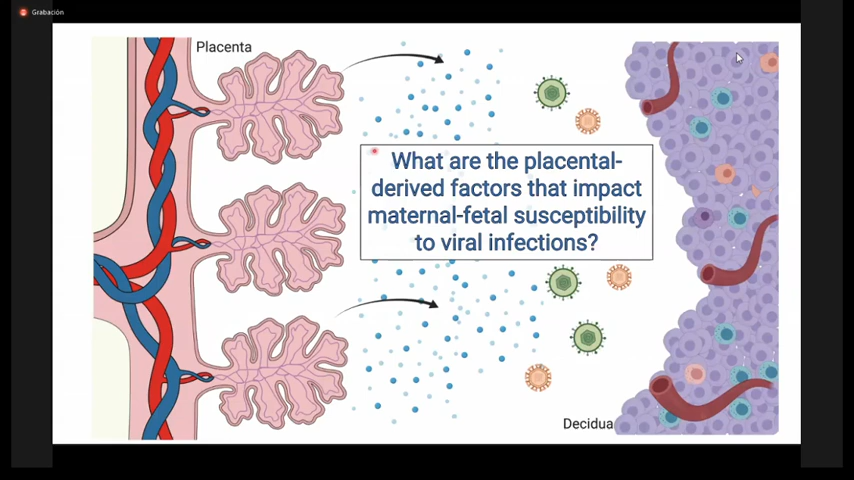 Grabación
Placenta
What are the placental-
derived factors that impact
maternal-fetal susceptibility
to viral infections?
Decidua